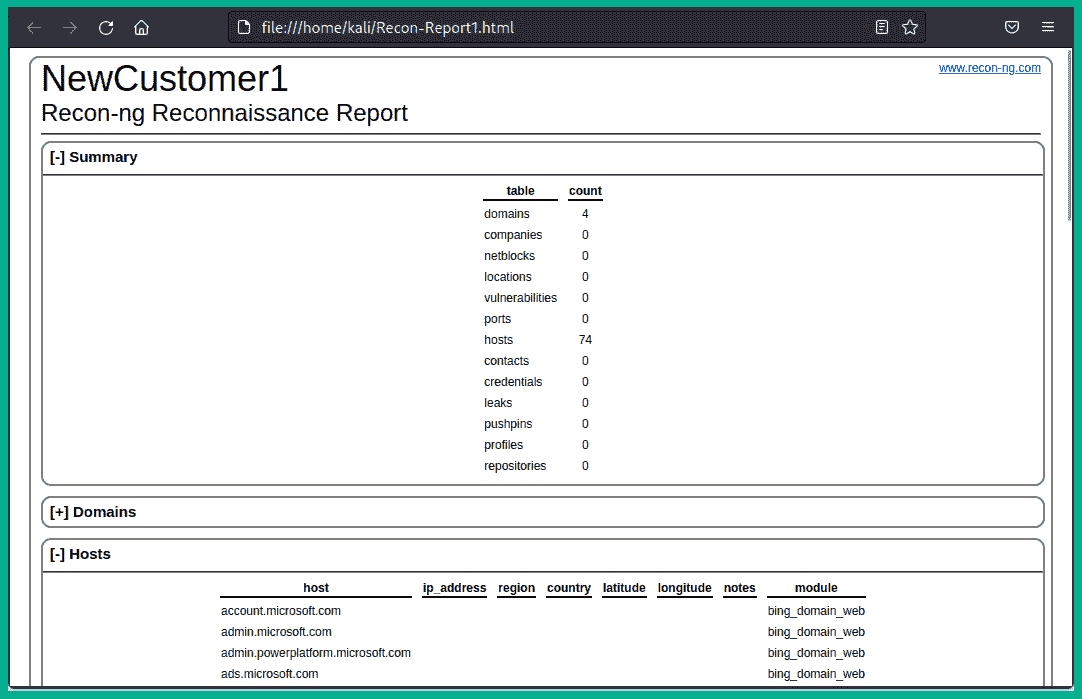 file:///home/kali/Recon-Report1.html
NewCustomer1
www.recon-ng.com
Recon-ng Reconnaissance Report
[-] Summary
table count
domains 4
companies 0
netblocks 0
locations 0
vulnerabilities 0
ports 0
hosts 74
contacts 0
credentials 0
leaks 0
pushpins 0
profiles 0
repositories 0
[+] Domains
[-] Hosts
host ip_address region country latitude longitude notes module
account.microsoft.com bing_domain_web
admin.microsoft.com bing_domain_web
admin.powerplatform.microsoft.com bing_domain_web
ads.microsoft.com bing_domain_web